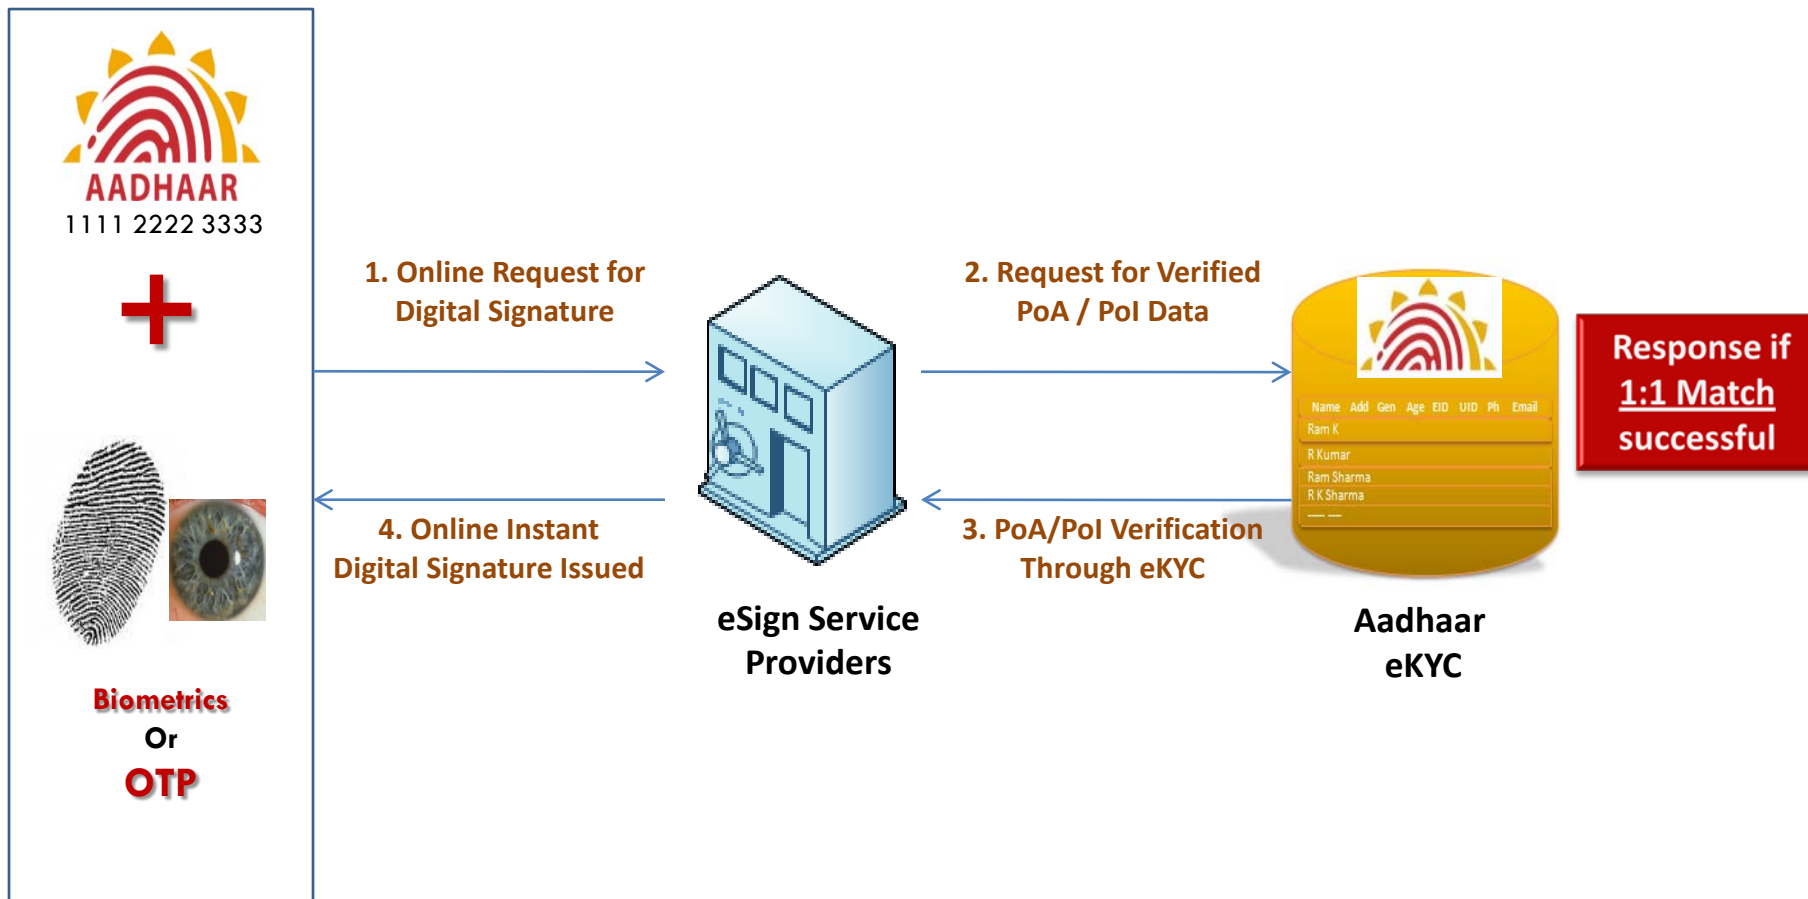 AADHAAR
1111 2222 3333
Biometrics
Or
OTP
1. Online Request for
Digital Signature
4. Online Instant
Digital Signature Issued
eSign Service
Providers
2. Request for Verified
PoA / PoI Data
3. PoA/PoI Verification
Through eKYC
Name Add Gen Age EID UID Ph Email
Ram K
R Kumar
Ram Sharma
R K Sharma
Aadhaar
eKYC
Response if
1:1 Match
successful